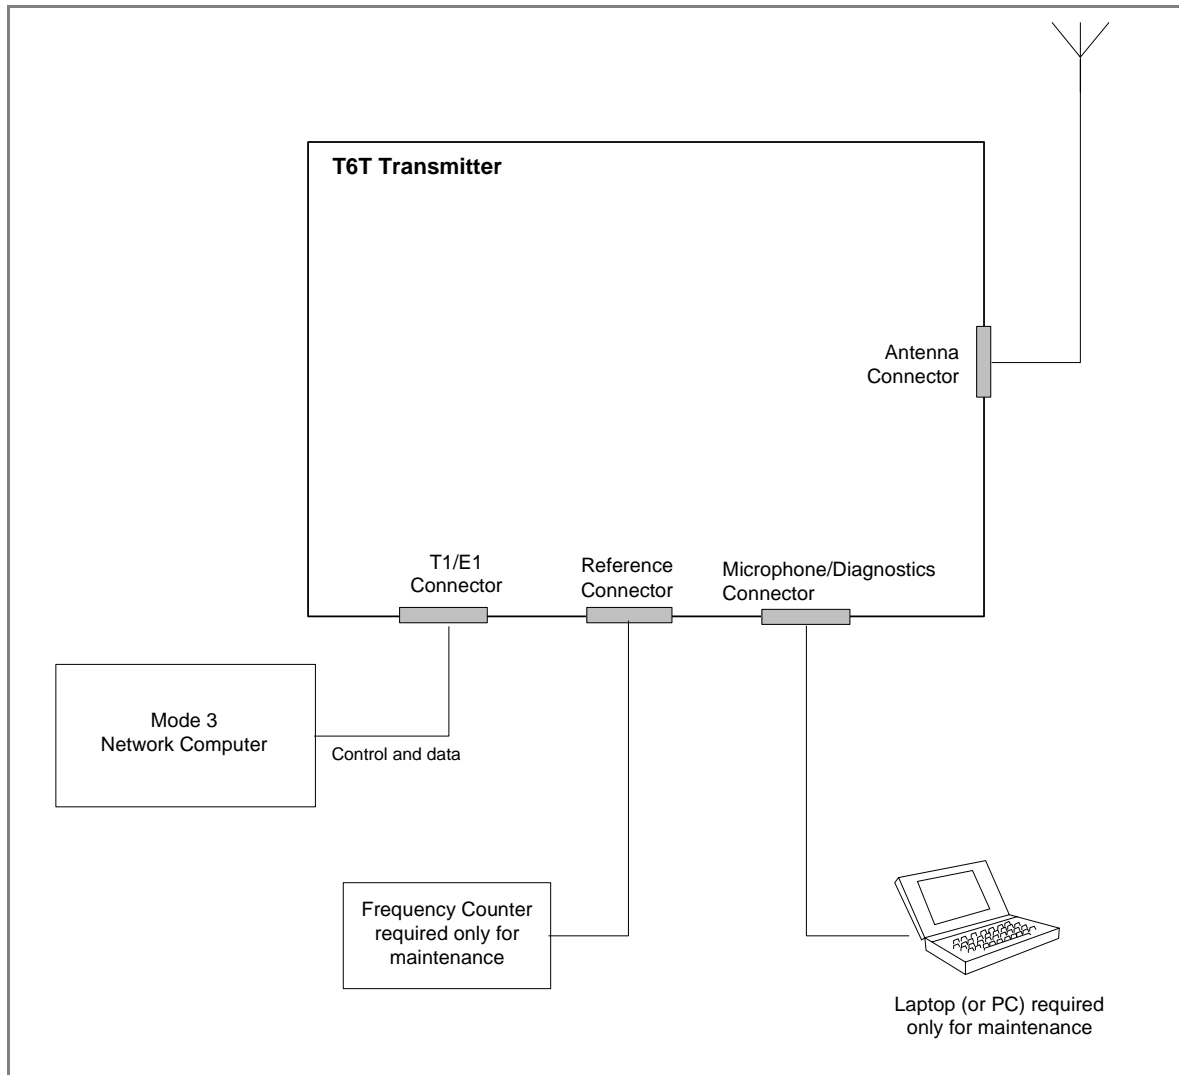 T6T Transmitter
Antenna
Connector
T1/E1
Connector
Reference
Connector
Microphone/Diagnostics
Connector
Mode 3
Network Computer
Control and data
Frequency Counter
required only for
maintenance
Laptop (or PC) required
only for maintenance